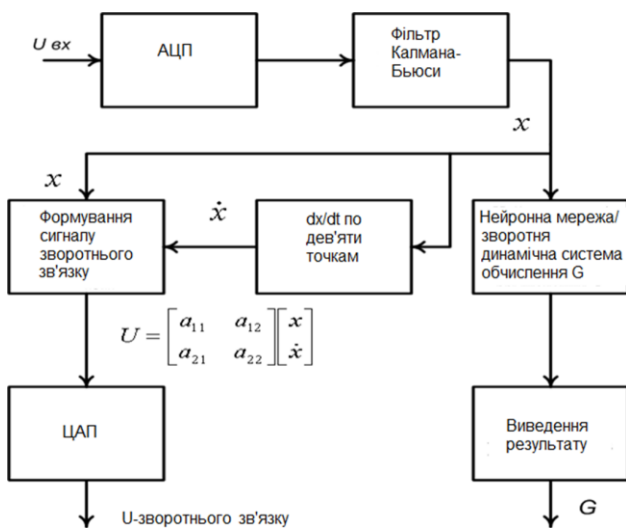 U вх
АЦП
Фільтр
Калмана-
Бьюси
x
x
ẋ
Формування
сигналу
зворотнього
зв'язку
dx/dt по
дев'яти
точкам
Нейронна мережа/
зворотня
динамічна система
обчислення G
U = [a₁₁ a₁₂] [x]
[a₂₁ a₂₂] [ẋ]
ЦАП
Виведення
результату
U-зворотнього зв'язку
G